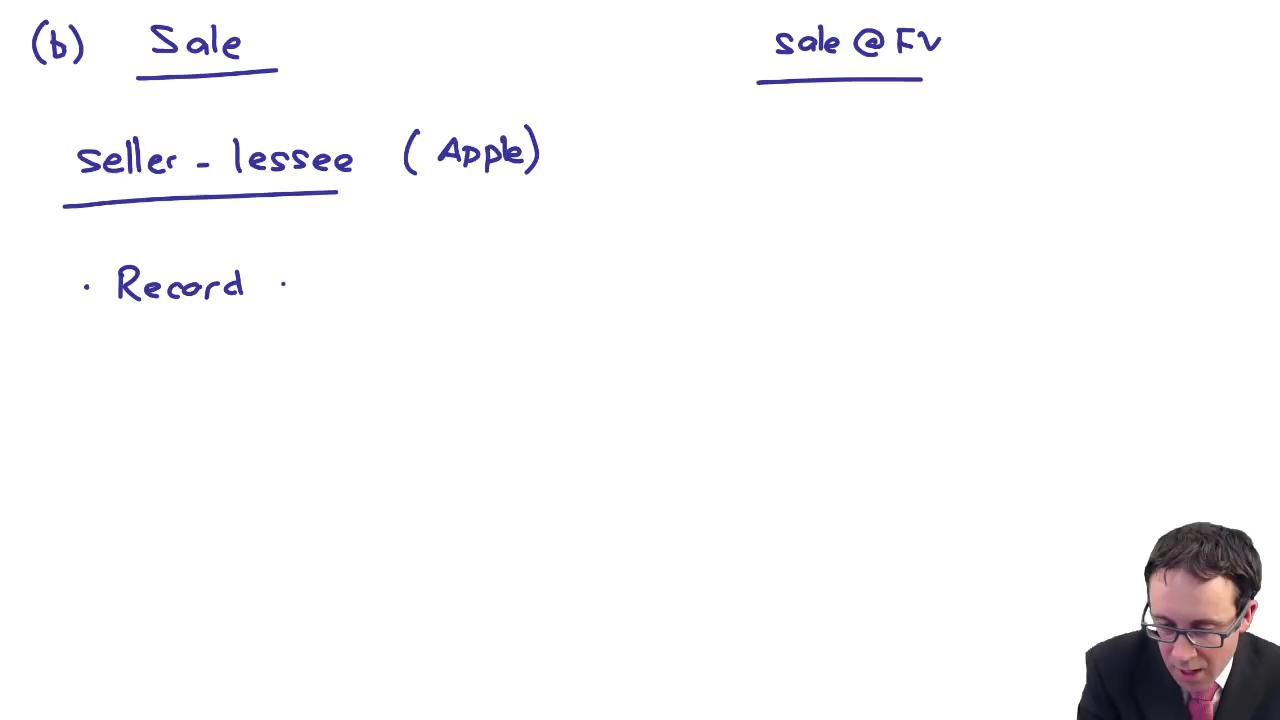 (b) Sale
sale @ FV
seller - lessee (Apple)
· Record ·